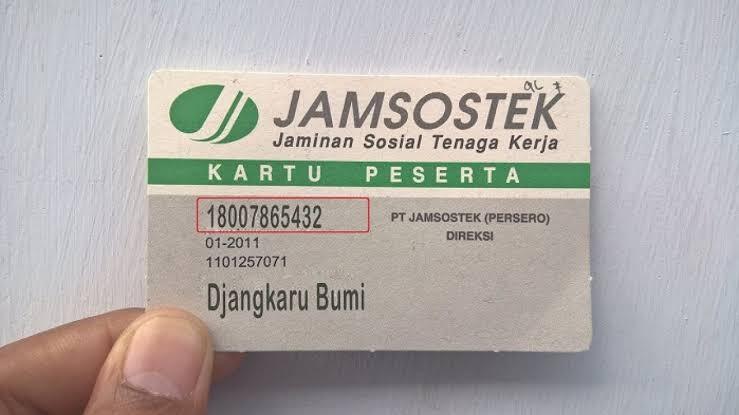 JAMSOSTEK
Jaminan Sosial Tenaga Kerja
KARTU PESERTA
18007865432
01-2011
1101257071
Djangkaru Bumi
PT JAMSOSTEK (PERSERO)
DIREKSI